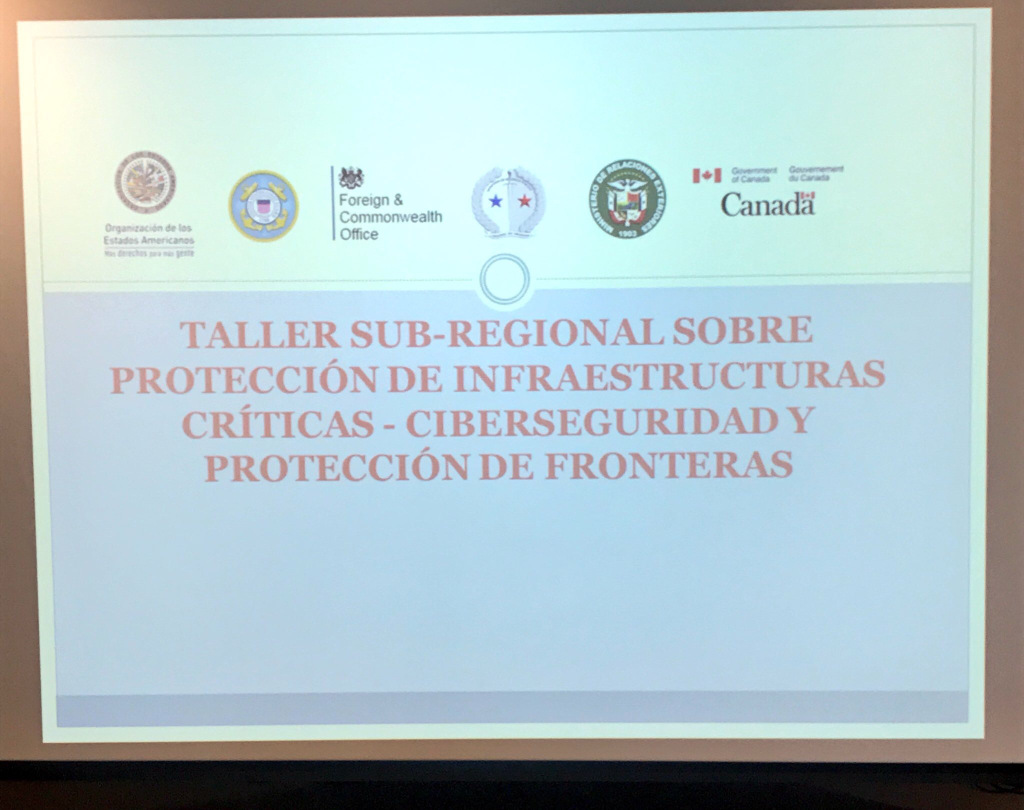 Organización de los
Estados Americanos
Más derechos para más gente
Foreign &
Commonwealth
Office
MINISTERIO DE RELACIONES EXTERIORES
1903
Government of Canada
Gouvernement du Canada
Canada
TALLER SUB-REGIONAL SOBRE
PROTECCIÓN DE INFRAESTRUCTURAS
CRÍTICAS - CIBERSEGURIDAD Y
PROTECCIÓN DE FRONTERAS